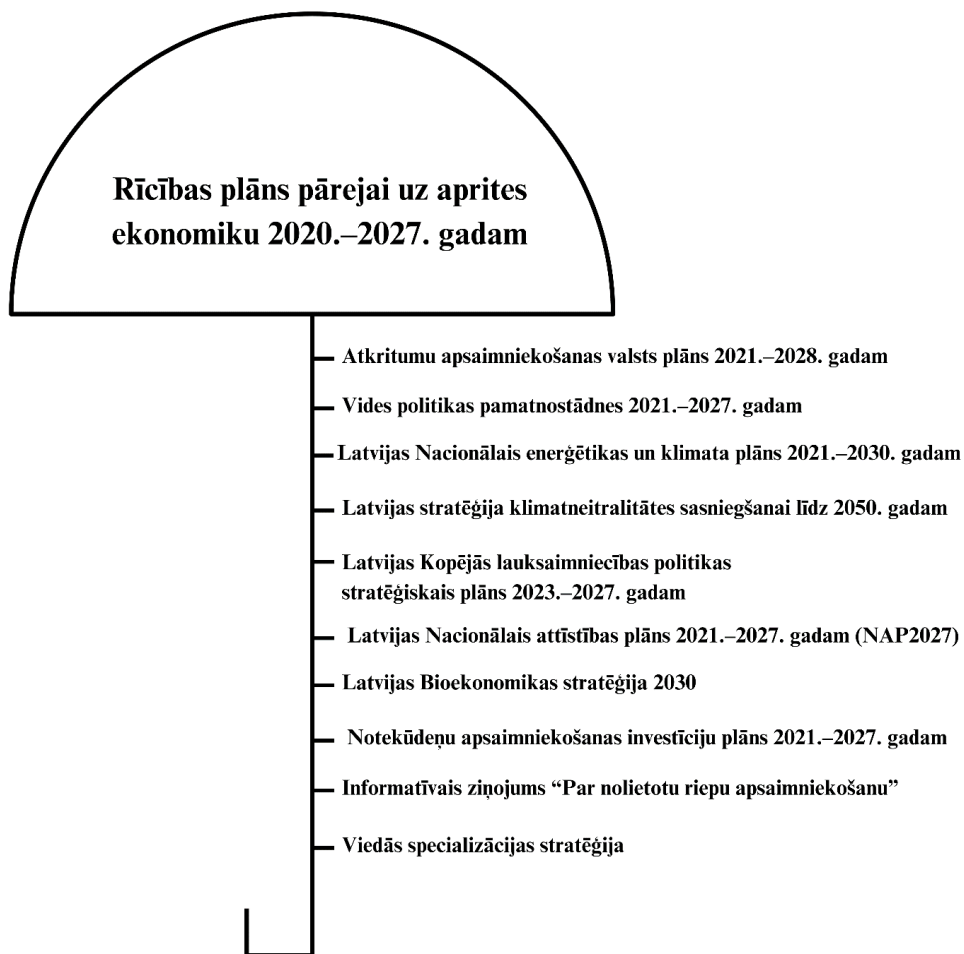 Rīcības plāns pārejai uz aprites
ekonomiku 2020.–2027. gadam
Atkritumu apsaimniekošanas valsts plāns 2021.–2028. gadam
Vides politikas pamatnostādnes 2021.–2027. gadam
Latvijas Nacionālais enerģētikas un klimata plāns 2021.–2030. gadam
Latvijas stratēģija klimatneitralitātes sasniegšanai līdz 2050. gadam
Latvijas Kopējās lauksaimniecības politikas
stratēģiskais plāns 2023.–2027. gadam
Latvijas Nacionālais attīstības plāns 2021.–2027. gadam (NAP2027)
Latvijas Bioekonomikas stratēģija 2030
Notekūdeņu apsaimniekošanas investīciju plāns 2021.–2027. gadam
Informatīvais ziņojums “Par nolietotu riepu apsaimniekošanu”
Viedās specializācijas stratēģija